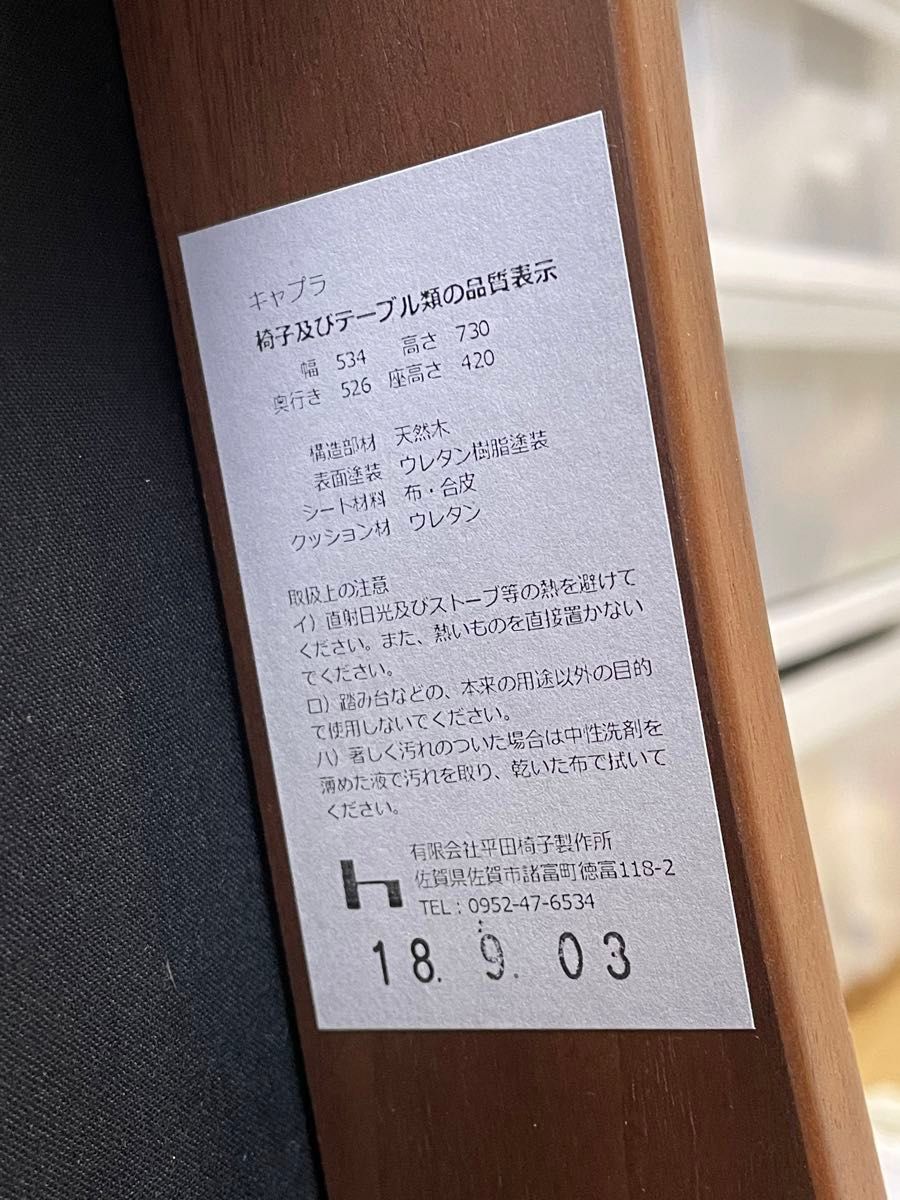 キャプラ
椅子及びテーブル類の品質表示
幅 534 高さ 730
奥行き 526 座高さ 420
構造部材 天然木
表面塗装 ウレタン樹脂塗装
シート材料 布・合皮
クッション材 ウレタン
取扱上の注意
イ）直射日光及びストーブ等の熱を避けて
ください。また、熱いものを直接置かない
でください。
ロ）踏み台などの、本来の用途以外の目的
で使用しないでください。
ハ）著しく汚れのついた場合は中性洗剤を
薄めた液で汚れを取り、乾いた布で拭いて
ください。
有限会社平田椅子製作所
佐賀県佐賀市諸富町徳富118-2
TEL：0952-47-6534
18. 9. 03